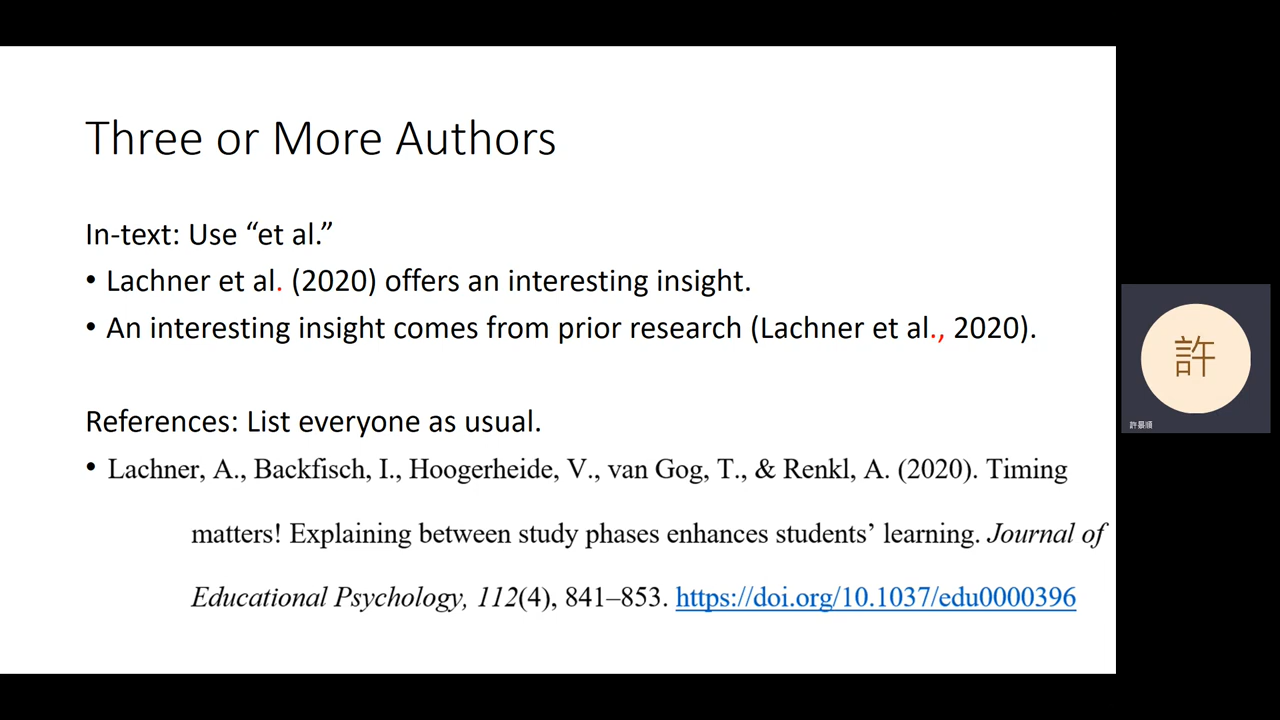 Three or More Authors
In-text: Use “et al.”
• Lachner et al. (2020) offers an interesting insight.
• An interesting insight comes from prior research (Lachner et al., 2020).
References: List everyone as usual.
• Lachner, A., Backfisch, I., Hoogerheide, V., van Gog, T., & Renkl, A. (2020). Timing
matters! Explaining between study phases enhances students’ learning. Journal of
Educational Psychology, 112(4), 841–853. https://doi.org/10.1037/edu0000396
許
許景順